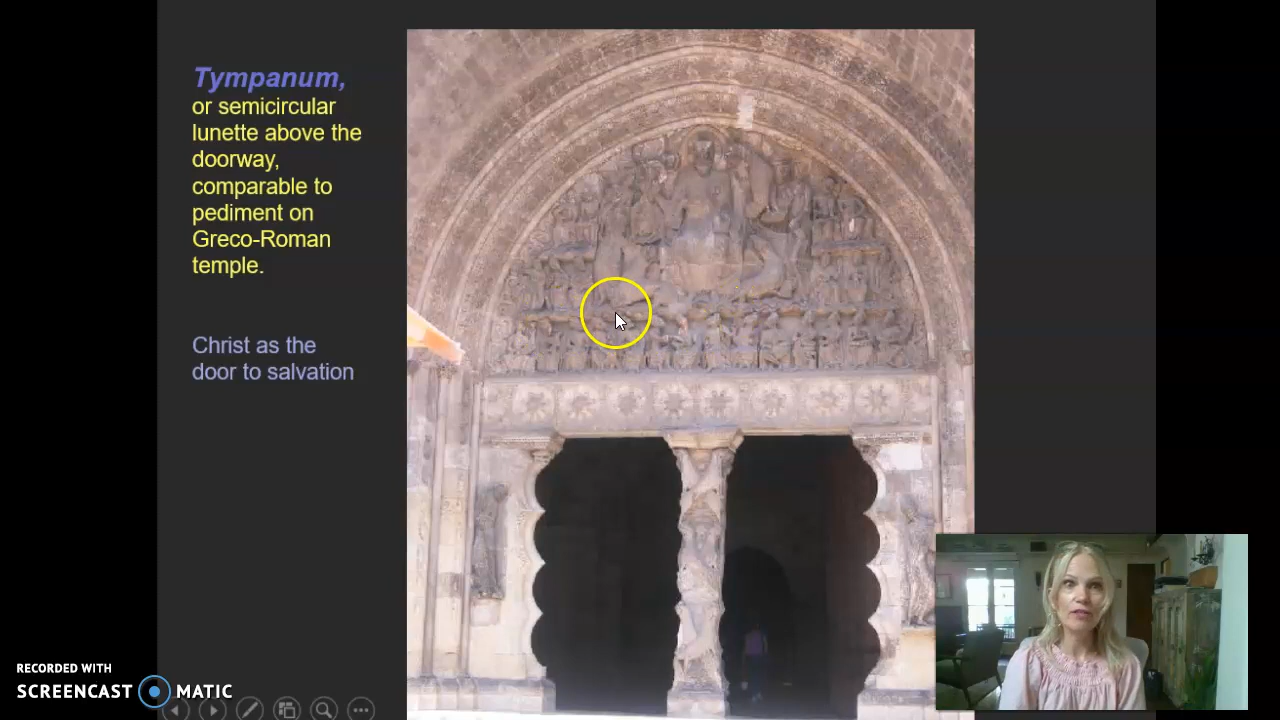 Tympanum,
or semicircular
lunette above the
doorway,
comparable to
pediment on
Greco-Roman
temple.
Christ as the
door to salvation
RECORDED WITH
SCREENCAST MATIC